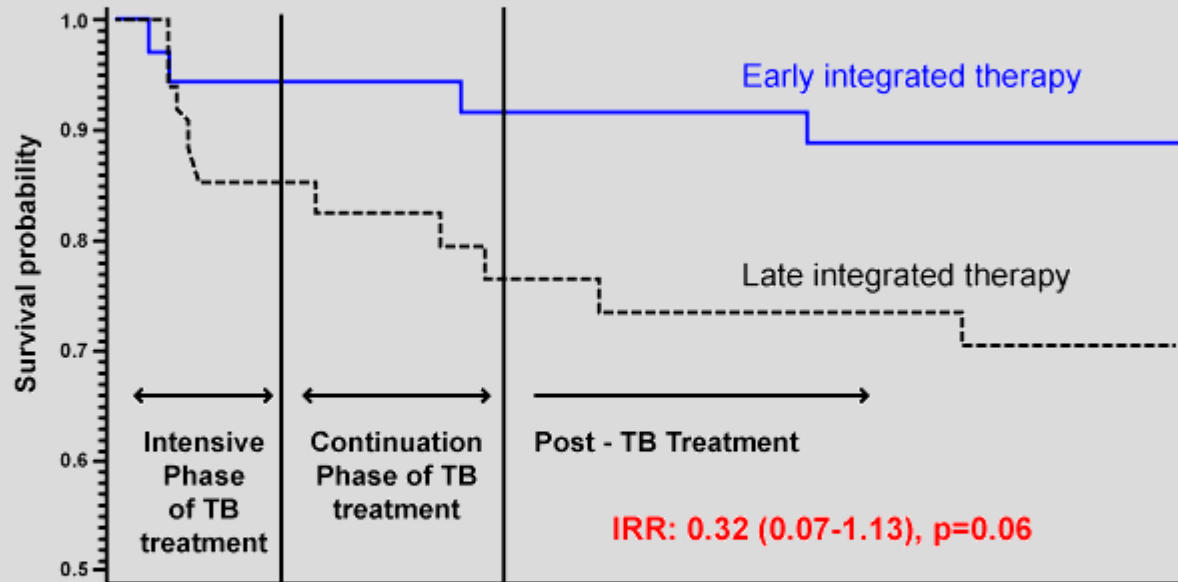 Survival probability
1.0
0.9
0.8
0.7
0.6
0.5
Early integrated therapy
Late integrated therapy
Intensive
Phase
of TB
treatment
Continuation
Phase of TB
treatment
Post - TB Treatment
IRR: 0.32 (0.07-1.13), p=0.06